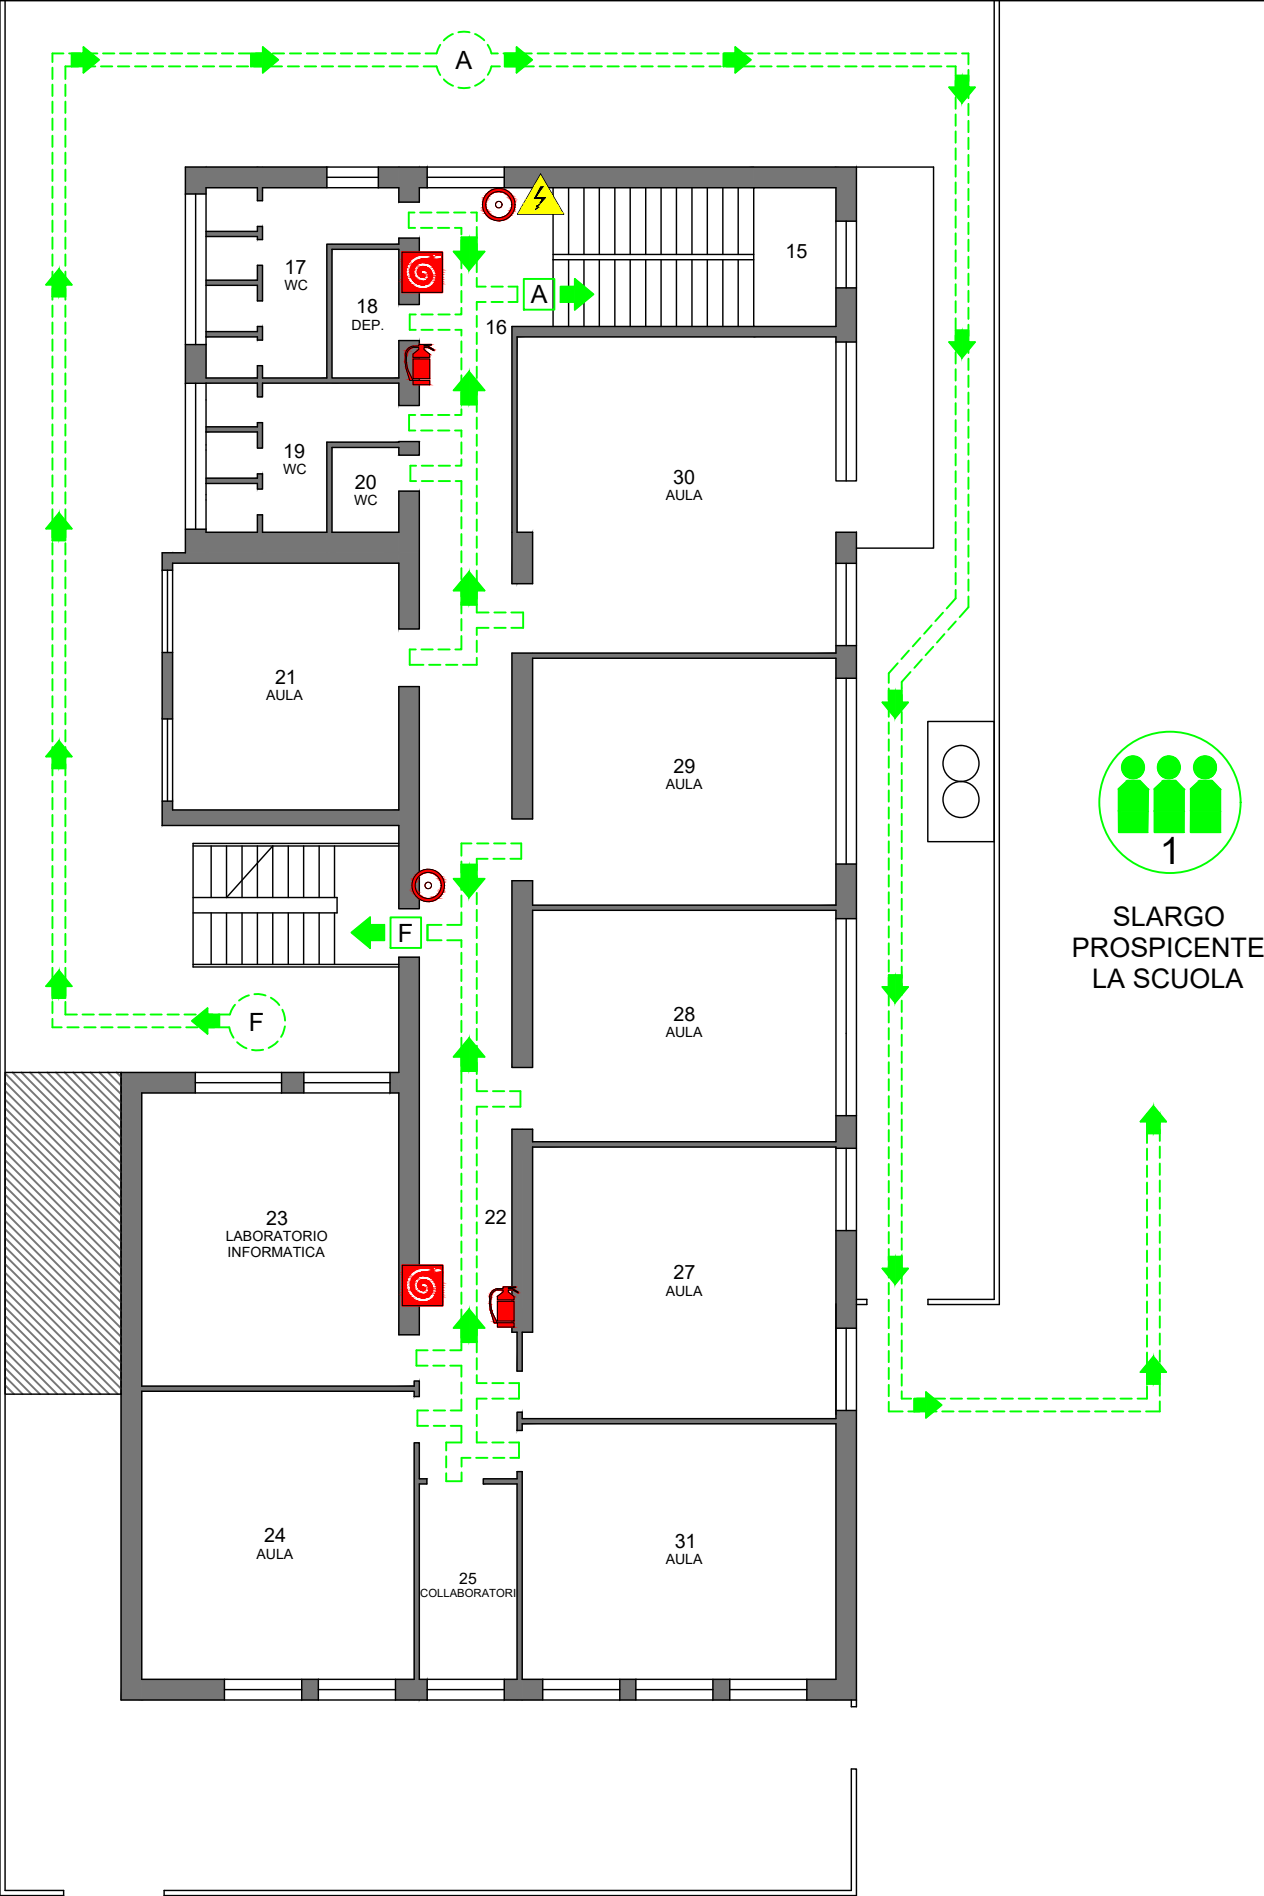 A
15
17
WC
18
DEP.
A
16
19
WC
20
WC
30
AULA
21
AULA
29
AULA
1
SLARGO
PROSPICENTE
LA SCUOLA
F
F
28
AULA
23
LABORATORIO
INFORMATICA
22
27
AULA
24
AULA
25
COLLABORATORI
31
AULA